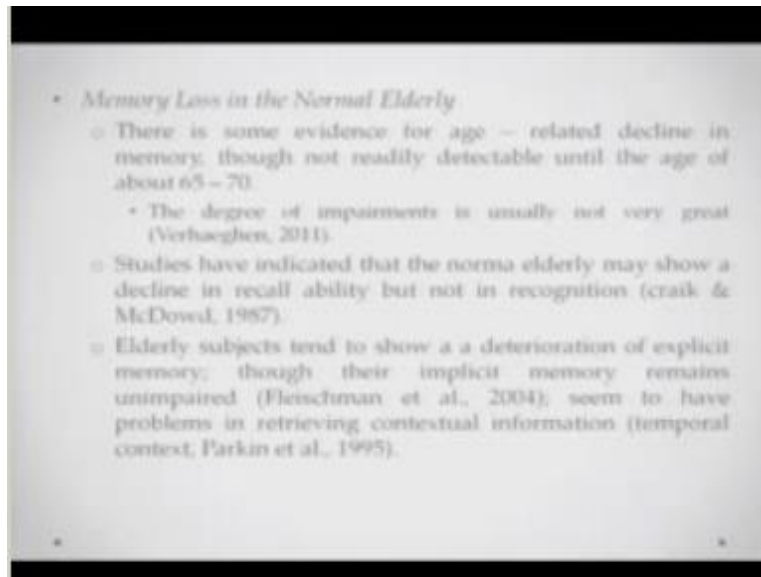 • Memory Loss in the Normal Elderly
o There is some evidence for age – related decline in
memory, though not readily detectable until the age of
about 65 – 70.
• The degree of impairments is usually not very great
(Verhaeghen, 2011).
o Studies have indicated that the norma elderly may show a
decline in recall ability but not in recognition (craik &
McDowd, 1987).
o Elderly subjects tend to show a a deterioration of explicit
memory; though their implicit memory remains
unimpaired (Fleischman et al., 2004); seem to have
problems in retrieving contextual information (temporal
context, Parkin et al., 1995).